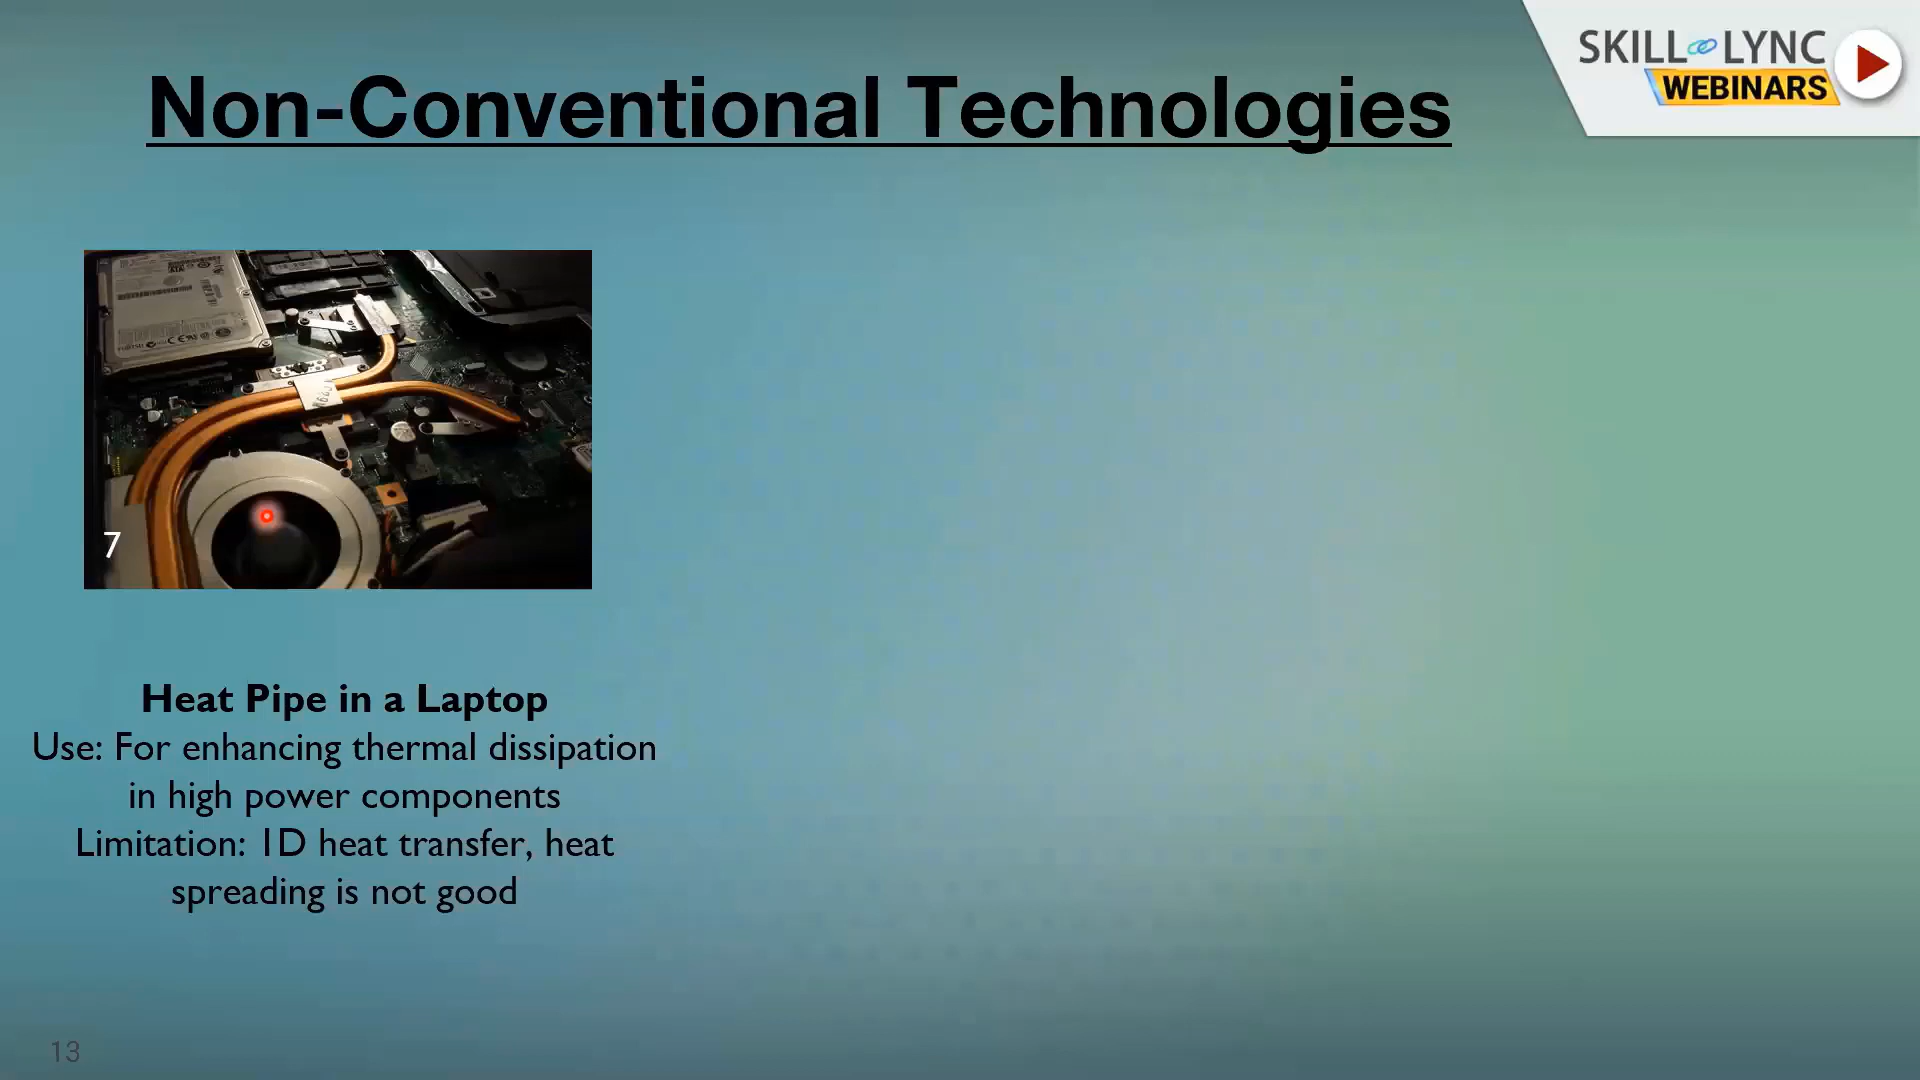 SKILL LYNC
WEBINARS
Non-Conventional Technologies
7
Heat Pipe in a Laptop
Use: For enhancing thermal dissipation
in high power components
Limitation: 1D heat transfer, heat
spreading is not good
13